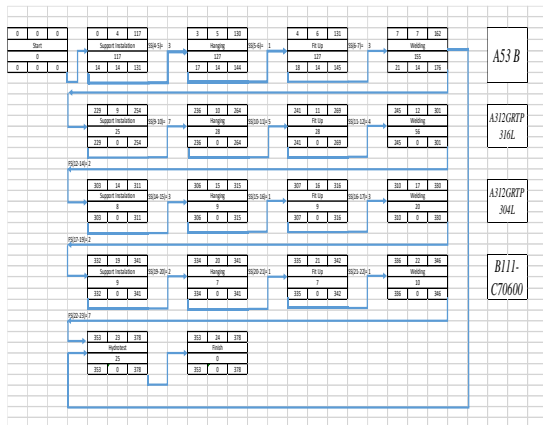 0 0 0
Start
0
0 0 0
0 4 117
Support Instalation
117
14 14 131
SS(4-5)= 3
3 5 130
Hanging
127
17 14 144
SS(5-6)= 1
4 6 131
Fit Up
127
18 14 145
SS(6-7)= 3
7 7 162
Welding
155
21 14 176
A53 B
229 9 254
Support Instalation
25
229 0 254
SS(9-10)= 7
236 10 264
Hanging
28
236 0 264
SS(10-11)= 5
241 11 269
Fit Up
28
241 0 269
SS(11-12)= 4
245 12 301
Welding
56
245 0 301
A312GRTP
316L
FS(12-14)= 2
303 14 311
Support Instalation
8
303 0 311
SS(14-15)= 3
306 15 315
Hanging
9
306 0 315
SS(15-16)= 1
307 16 316
Fit Up
9
307 0 316
SS(16-17)= 3
310 17 330
Welding
20
310 0 330
A312GRTP
304L
FS(17-19)= 2
332 19 341
Support Instalation
9
332 0 341
SS(19-20)= 2
334 20 341
Hanging
7
334 0 341
SS(20-21)= 1
335 21 342
Fit Up
7
335 0 342
SS(21-22)= 1
336 22 346
Welding
10
336 0 346
B111-
C70600
FS(22-23)= 7
353 23 378
Hydrotest
25
353 0 378
353 24 378
Finish
0
353 0 378